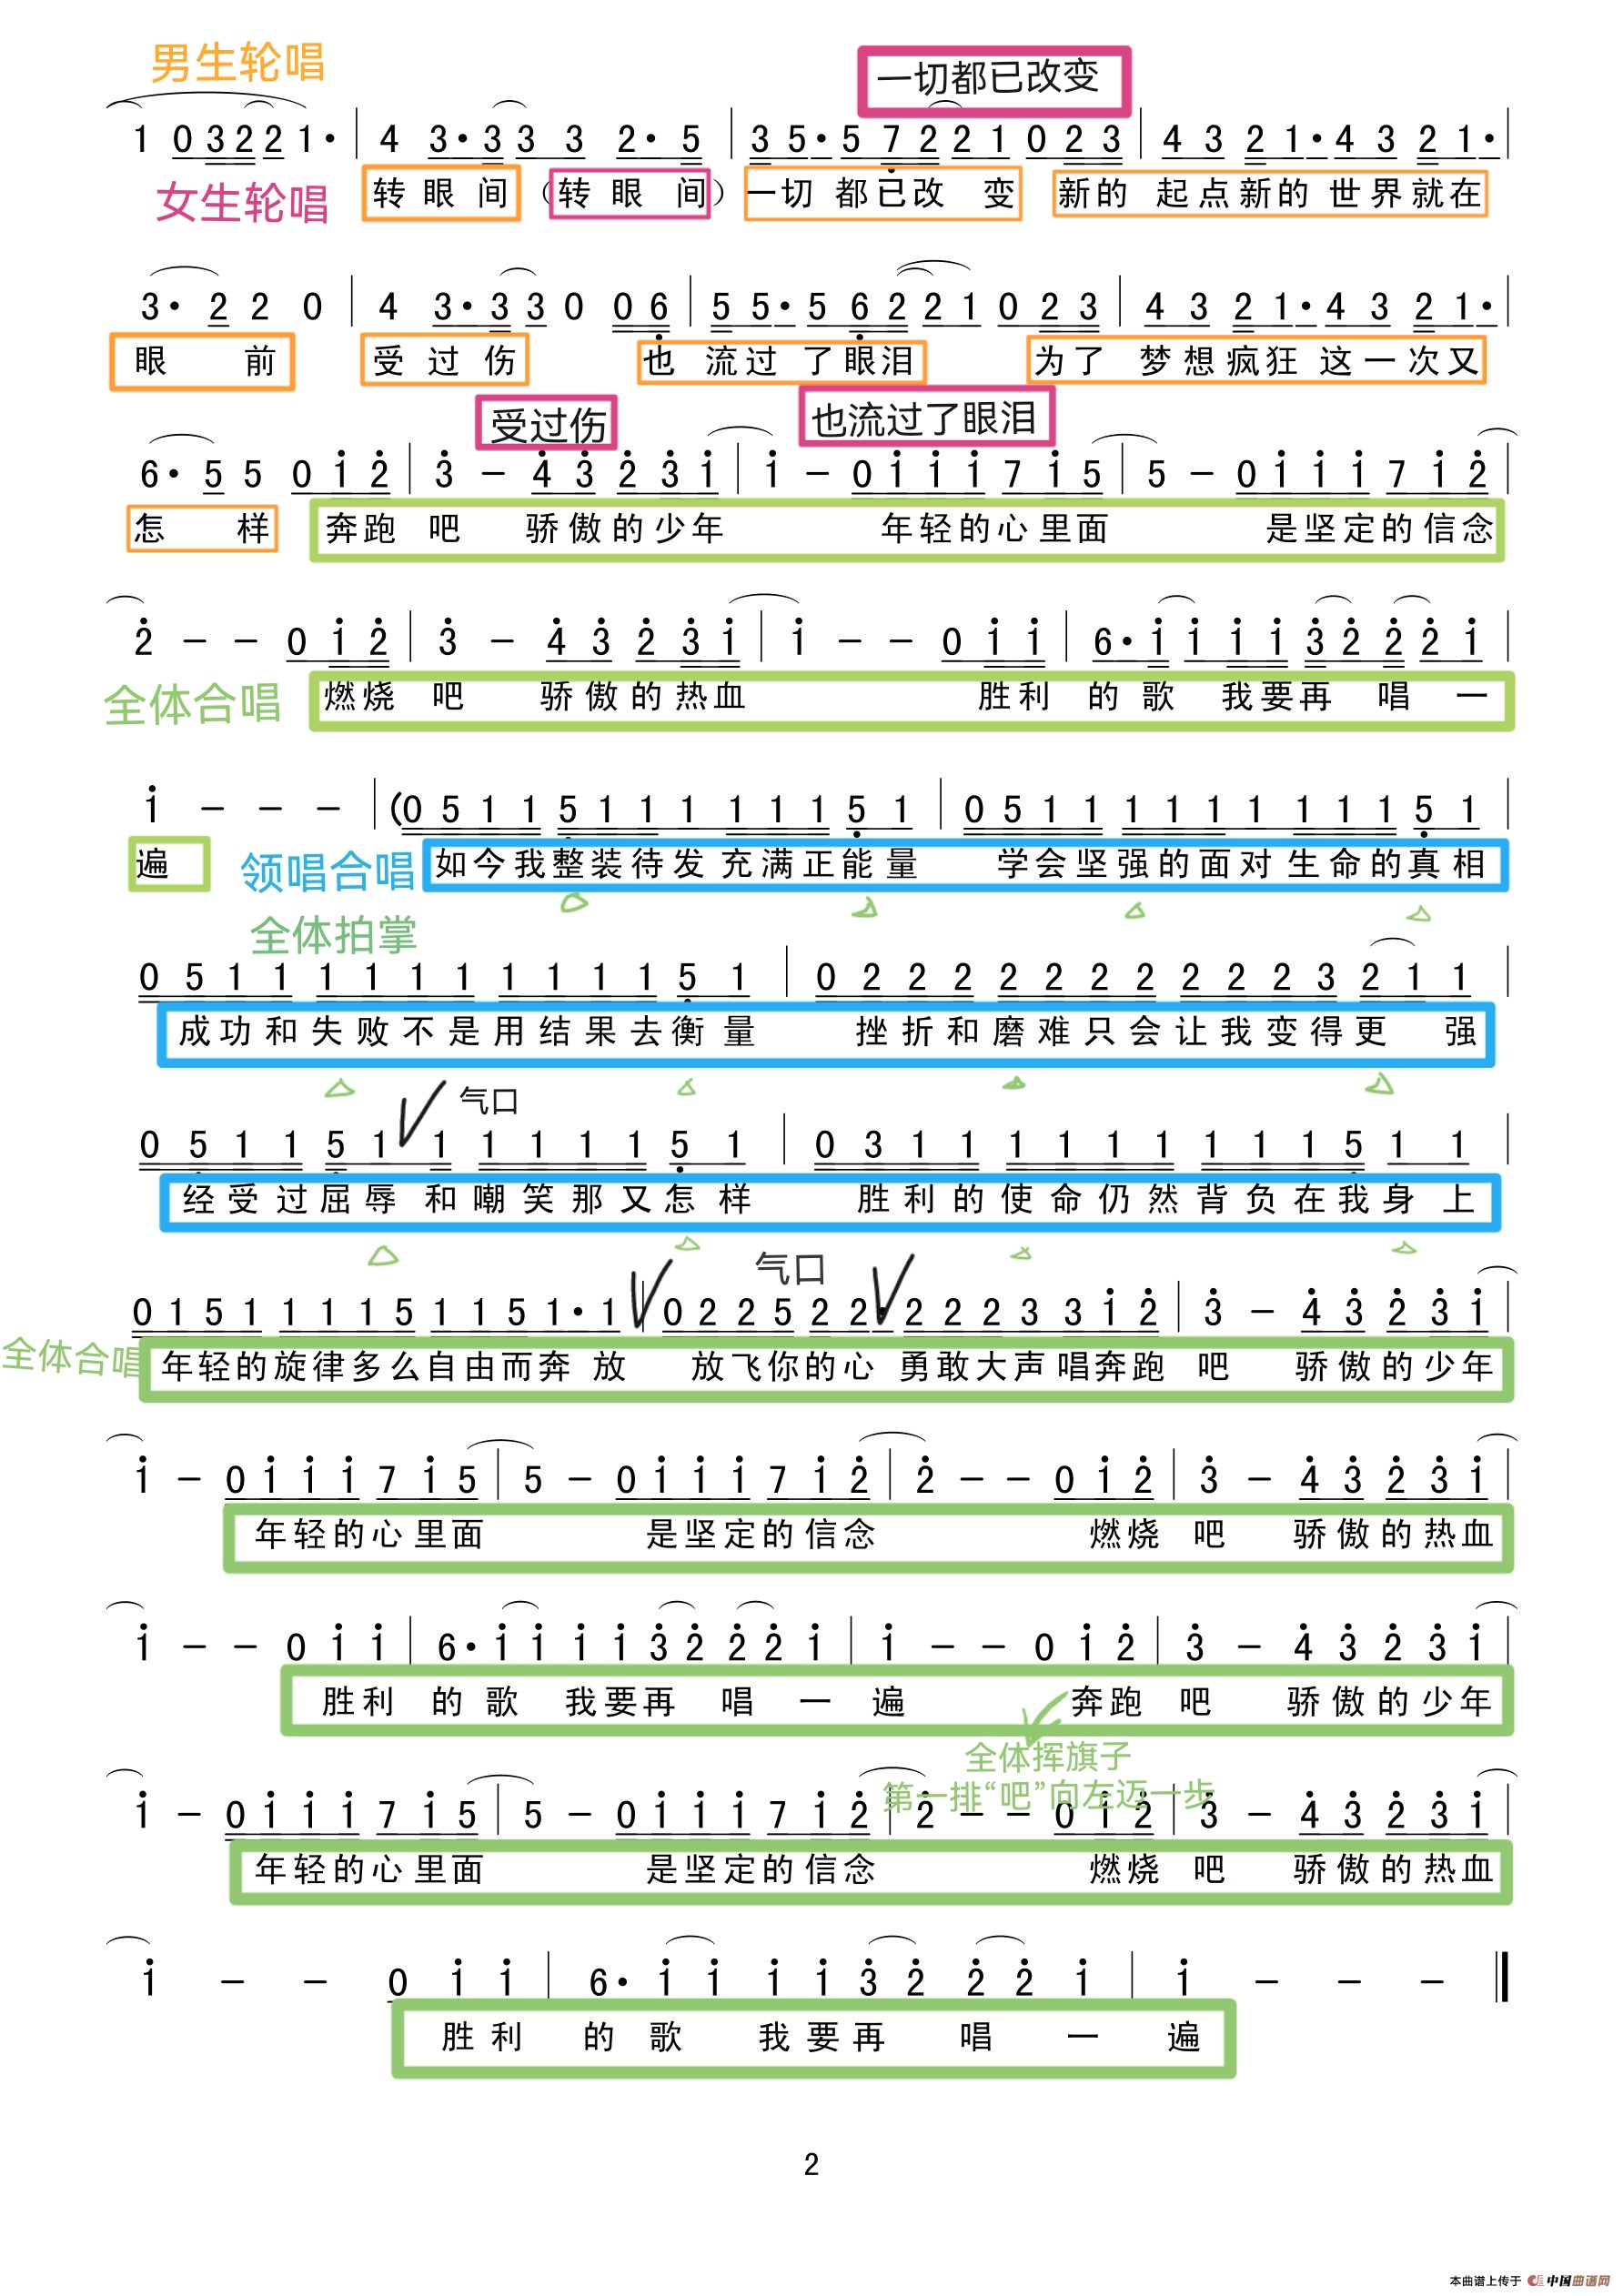 男生轮唱
一切都已改变
1 0 3 2 2 1· | 4 3·3 3 3 2·5 | 3 5·5 7 2 2 1 0 2 3 | 4 3 2 1·4 3 2 1· |
女生轮唱 转眼间（转眼间）一切都已改变 新的起点新的世界就在
3· 2 2 0 | 4 3·3 3 0 0 6 | 5 5·5 6 2 2 1 0 2 3 | 4 3 2 1·4 3 2 1· |
眼前 受过伤 也流过了眼泪 为了梦想疯狂这一次又
受过伤 也流过了眼泪
6· 5 5 0 1 2 | 3 – 4 3 2 3 1 | 1 – 0 1 1 1 7 1 5 | 5 – 0 1 1 1 7 1 2 |
怎样 奔跑吧 骄傲的少年 年轻的心里面 是坚定的信念
2 – – 0 1 2 | 3 – 4 3 2 3 1 | 1 – – 0 1 1 | 6·1 1 1 1 3 2 2 2 1 |
全体合唱 燃烧吧 骄傲的热血 胜利的歌 我要再唱一
1 – – – | (0 5 1 1 5 1 1 1 1 1 1 5 1 | 0 5 1 1 1 1 1 1 1 1 1 5 1 |
遍 领唱合唱 如今我整装待发充满正能量 学会坚强的面对生命的真相
全体拍掌
0 5 1 1 1 1 1 1 1 1 1 1 5 1 | 0 2 2 2 2 2 2 2 2 2 2 3 2 1 1 |
成功和失败不是用结果去衡量 挫折和磨难只会让我变得更强
气口
0 5 1 1 5 1 1 1 1 1 1 5 1 | 0 3 1 1 1 1 1 1 1 1 1 5 1 1 |
经受过屈辱和嘲笑那又怎样 胜利的使命仍然背负在我身上
气口
0 1 5 1 1 1 1 5 1 1 5 1·1 | 0 2 2 5 2 2·2 2 2 3 3 1 2 | 3 – 4 3 2 3 1 |
全体合唱 年轻的旋律多么自由而奔放 放飞你的心 勇敢大声唱奔跑吧 骄傲的少年
1 – 0 1 1 1 7 1 5 | 5 – 0 1 1 1 7 1 2 | 2 – – 0 1 2 | 3 – 4 3 2 3 1 |
年轻的心里面 是坚定的信念 燃烧吧 骄傲的热血
1 – – 0 1 1 | 6·1 1 1 1 3 2 2 2 1 | 1 – – 0 1 2 | 3 – 4 3 2 3 1 |
胜利的歌 我要再唱一遍 奔跑吧 骄傲的少年
全体挥旗子
第一排“吧”向左迈一步
1 – 0 1 1 1 7 1 5 | 5 – 0 1 1 1 7 1 2 | 2 – – 0 1 2 | 3 – 4 3 2 3 1 |
年轻的心里面 是坚定的信念 燃烧吧 骄傲的热血
1 – – 0 1 1 | 6·1 1 1 1 3 2 2 2 1 | 1 – – – ||
胜利的歌 我要再唱一遍
2
本曲谱上传于 中国曲谱网